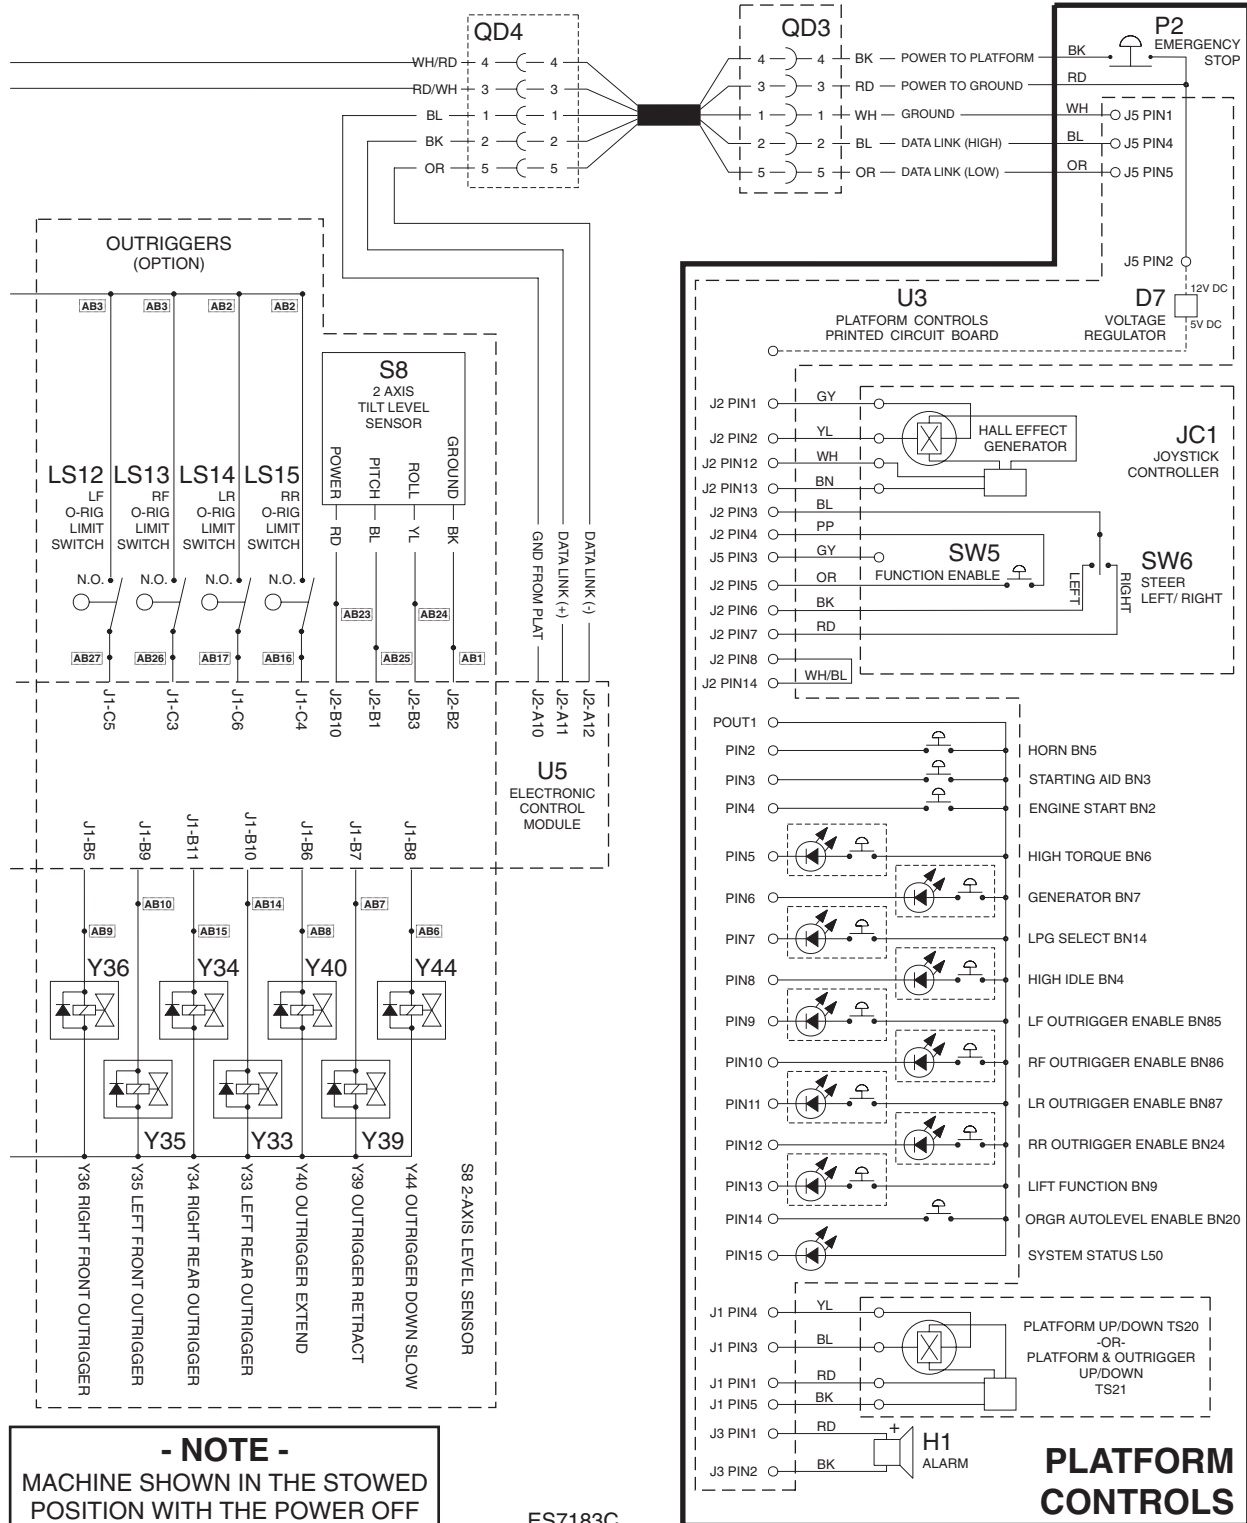 QD4
WH/RD 4 4
RD/WH 3 3
BL 1 1
BK 2 2
OR 5 5
QD3
4 4 BK POWER TO PLATFORM BK
3 3 RD POWER TO GROUND RD
1 1 WH GROUND WH J5 PIN1
2 2 BL DATA LINK (HIGH) BL J5 PIN4
5 5 OR DATA LINK (LOW) OR J5 PIN5
P2
EMERGENCY
STOP
J5 PIN2
12V DC
5V DC
D7
VOLTAGE
REGULATOR
U3
PLATFORM CONTROLS
PRINTED CIRCUIT BOARD
OUTRIGGERS
(OPTION)
AB3 AB3 AB2 AB2
LS12 LS13 LS14 LS15
LF RF LR RR
O-RIG O-RIG O-RIG O-RIG
LIMIT LIMIT LIMIT LIMIT
SWITCH SWITCH SWITCH SWITCH
N.O. N.O. N.O. N.O.
AB27 AB26 AB17 AB16
J1-C5 J1-C3 J1-C6 J1-C4
S8
2 AXIS
TILT LEVEL
SENSOR
POWER PITCH ROLL GROUND
RD BL YL BK
AB23 AB25 AB24 AB1
J2-B10 J2-B1 J2-B3 J2-B2
GND FROM PLAT
DATA LINK (+)
DATA LINK (-)
J2-A10 J2-A11 J2-A12
U5
ELECTRONIC
CONTROL
MODULE
J1-B5 J1-B9 J1-B11 J1-B10 J1-B6 J1-B7 J1-B8
AB9 AB10 AB15 AB14 AB8 AB7 AB6
Y36 Y34 Y40 Y44
Y35 Y33 Y39
Y36 RIGHT FRONT OUTRIGGER
Y35 LEFT FRONT OUTRIGGER
Y34 RIGHT REAR OUTRIGGER
Y33 LEFT REAR OUTRIGGER
Y40 OUTRIGGER EXTEND
Y39 OUTRIGGER RETRACT
Y44 OUTRIGGER DOWN SLOW
S8 2-AXIS LEVEL SENSOR
J2 PIN1 GY
J2 PIN2 YL
J2 PIN12 WH
J2 PIN13 BN
J2 PIN3 BL
J2 PIN4 PP
J5 PIN3 GY
J2 PIN5 OR
J2 PIN6 BK
J2 PIN7 RD
J2 PIN8
J2 PIN14 WH/BL
HALL EFFECT
GENERATOR
JC1
JOYSTICK
CONTROLLER
SW5
FUNCTION ENABLE
LEFT
RIGHT
SW6
STEER
LEFT/ RIGHT
POUT1
PIN2 HORN BN5
PIN3 STARTING AID BN3
PIN4 ENGINE START BN2
PIN5 HIGH TORQUE BN6
PIN6 GENERATOR BN7
PIN7 LPG SELECT BN14
PIN8 HIGH IDLE BN4
PIN9 LF OUTRIGGER ENABLE BN85
PIN10 RF OUTRIGGER ENABLE BN86
PIN11 LR OUTRIGGER ENABLE BN87
PIN12 RR OUTRIGGER ENABLE BN24
PIN13 LIFT FUNCTION BN9
PIN14 ORGR AUTOLEVEL ENABLE BN20
PIN15 SYSTEM STATUS L50
J1 PIN4 YL
J1 PIN3 BL
J1 PIN1 RD
J1 PIN5 BK
PLATFORM UP/DOWN TS20
-OR-
PLATFORM & OUTRIGGER
UP/DOWN
TS21
J3 PIN1 RD +
J3 PIN2 BK
H1
ALARM
PLATFORM
CONTROLS
- NOTE -
MACHINE SHOWN IN THE STOWED
POSITION WITH THE POWER OFF
ES7183C